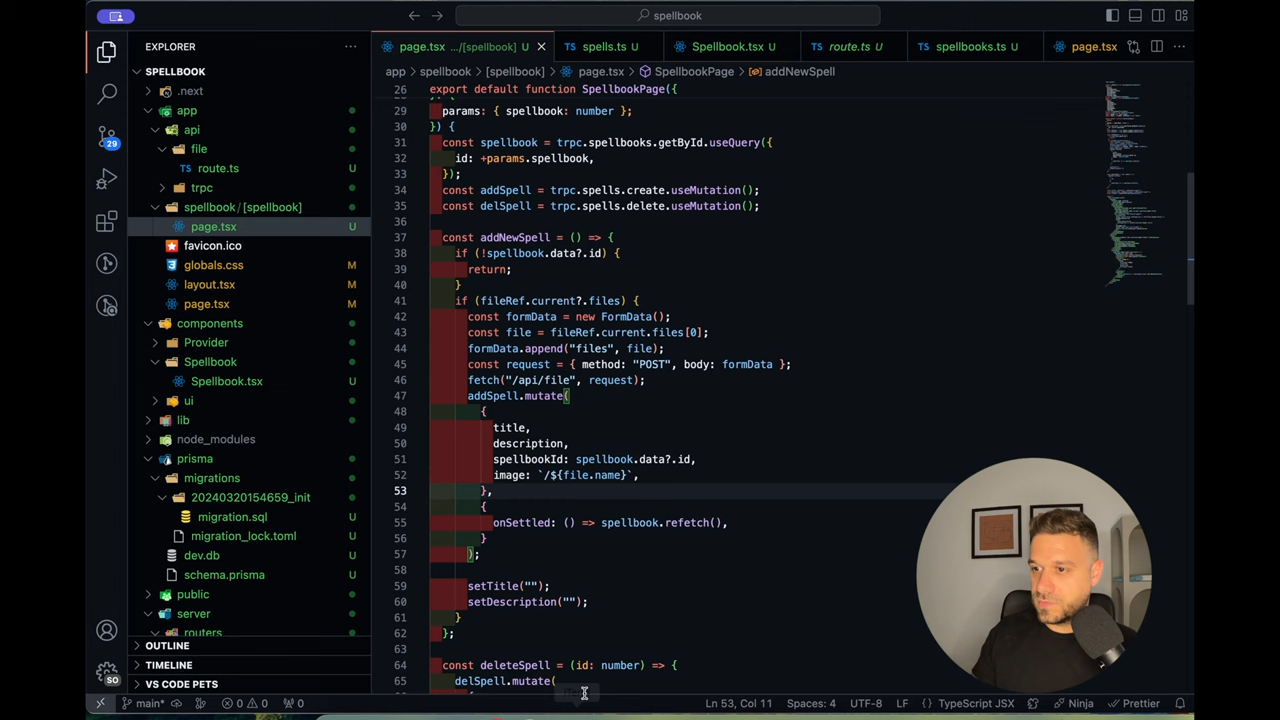 spellbook
EXPLORER
SPELLBOOK
.next
app
api
file
route.ts
trpc
spellbook / [spellbook]
page.tsx U
favicon.ico
globals.css M
layout.tsx M
page.tsx M
components
Provider
Spellbook
Spellbook.tsx U
ui
lib
node_modules
prisma
migrations
20240320154659_init
migration.sql U
migration_lock.toml U
dev.db U
schema.prisma U
public
server
routers
OUTLINE
TIMELINE
VS CODE PETS
29
SO
page.tsx .../[spellbook] U
spells.ts U
Spellbook.tsx U
route.ts U
spellbooks.ts U
page.tsx
app > spellbook > [spellbook] > page.tsx > SpellbookPage > addNewSpell
26 export default function SpellbookPage({
29 params: { spellbook: number };
30 }) {
31 const spellbook = trpc.spellbooks.getById.useQuery({
32 id: +params.spellbook,
33 });
34 const addSpell = trpc.spells.create.useMutation();
35 const delSpell = trpc.spells.delete.useMutation();
36
37 const addNewSpell = () => {
38 if (!spellbook.data?.id) {
39 return;
40 }
41 if (fileRef.current?.files) {
42 const formData = new FormData();
43 const file = fileRef.current.files[0];
44 formData.append("files", file);
45 const request = { method: "POST", body: formData };
46 fetch("/api/file", request);
47 addSpell.mutate(
48 {
49 title,
50 description,
51 spellbookId: spellbook.data?.id,
52 image: `/${file.name}`,
53 },
54 {
55 onSettled: () => spellbook.refetch(),
56 }
57 );
58
59 setTitle("");
60 setDescription("");
61 }
62 };
63
64 const deleteSpell = (id: number) => {
65 delSpell.mutate(
main* 0 0 0 Ln 53, Col 11 Spaces: 4 UTF-8 LF TypeScript JSX Ninja Prettier